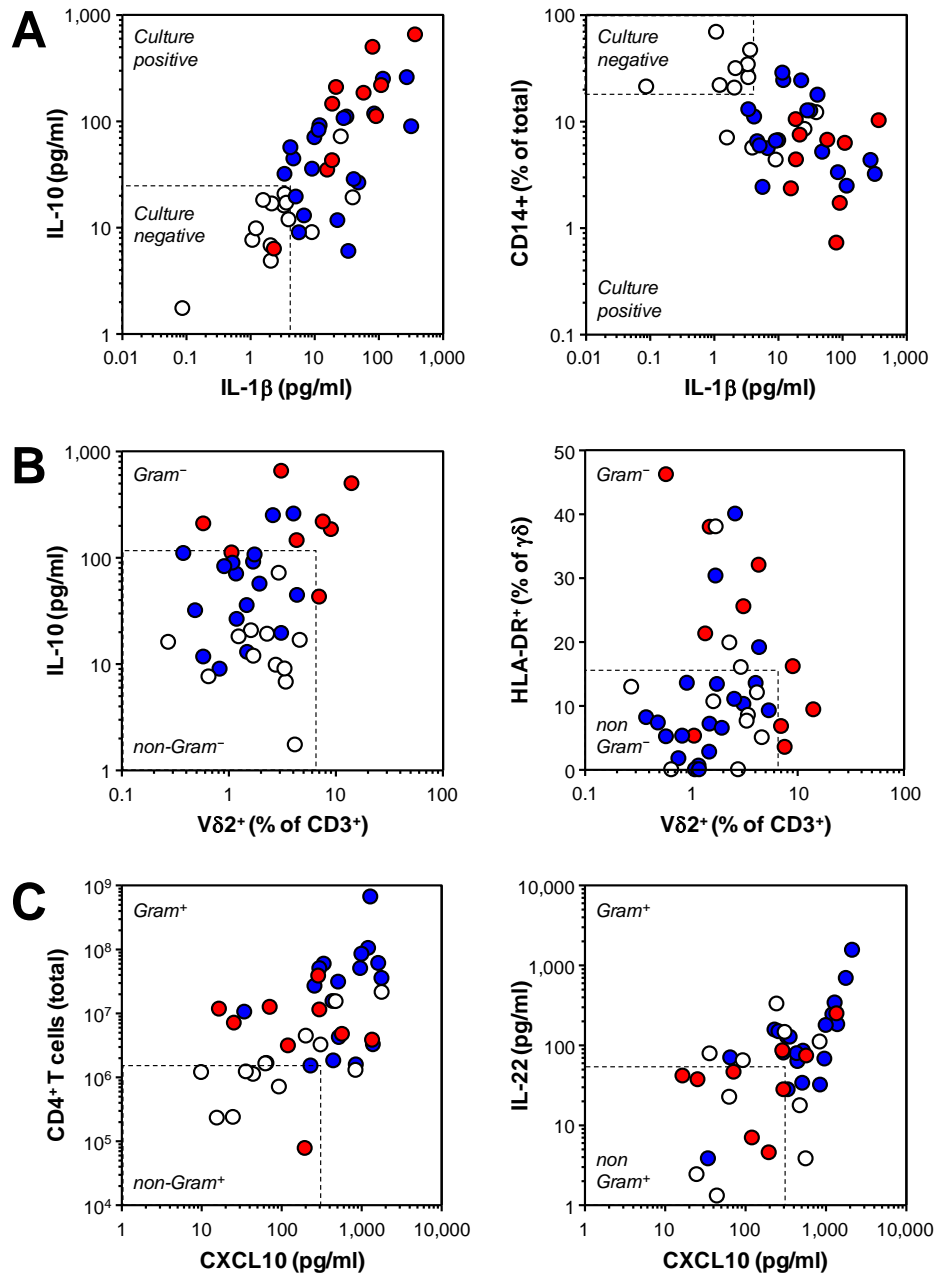 A
1,000
100
10
1
IL-10 (pg/ml)
Culture
positive
Culture
negative
0.01
0.1
1
10
100
1,000
IL-1β (pg/ml)
100
10
1
0.1
CD14+ (% of total)
Culture
negative
Culture
positive
0.01
0.1
1
10
100
1,000
IL-1β (pg/ml)
B
1,000
100
10
1
IL-10 (pg/ml)
Gram⁻
non-Gram⁻
0.1
1
10
100
Vδ2⁺ (% of CD3⁺)
50
40
30
20
10
0
HLA-DR⁺ (% of γδ)
Gram⁻
non
Gram⁻
0.1
1
10
100
Vδ2⁺ (% of CD3⁺)
C
10⁹
10⁸
10⁷
10⁶
10⁵
10⁴
CD4⁺ T cells (total)
Gram⁺
non-Gram⁺
1
10
100
1,000
10,000
CXCL10 (pg/ml)
10,000
1,000
100
10
1
IL-22 (pg/ml)
Gram⁺
non
Gram⁺
1
10
100
1,000
10,000
CXCL10 (pg/ml)